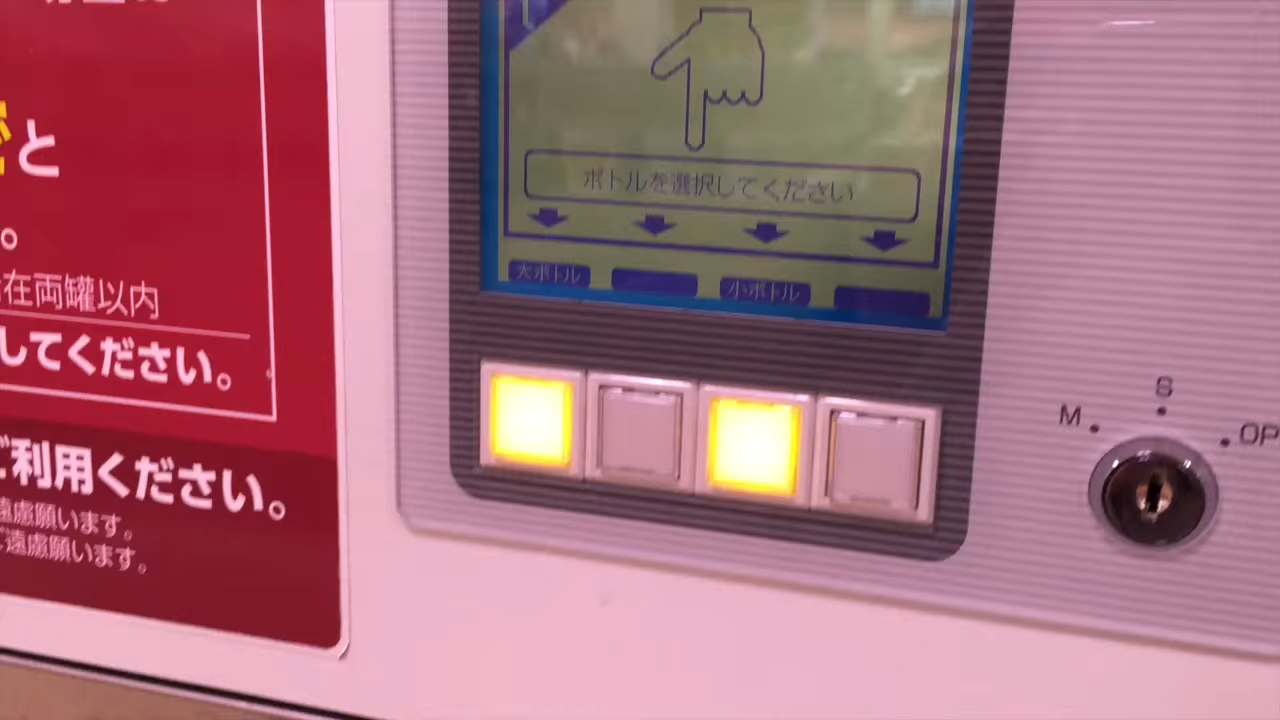 と
。
在両罐以内
してください。
ご利用ください。
遠慮願います。
ご遠慮願います。
ボトルを選択してください
大ボトル
小ボトル
M
S
OP